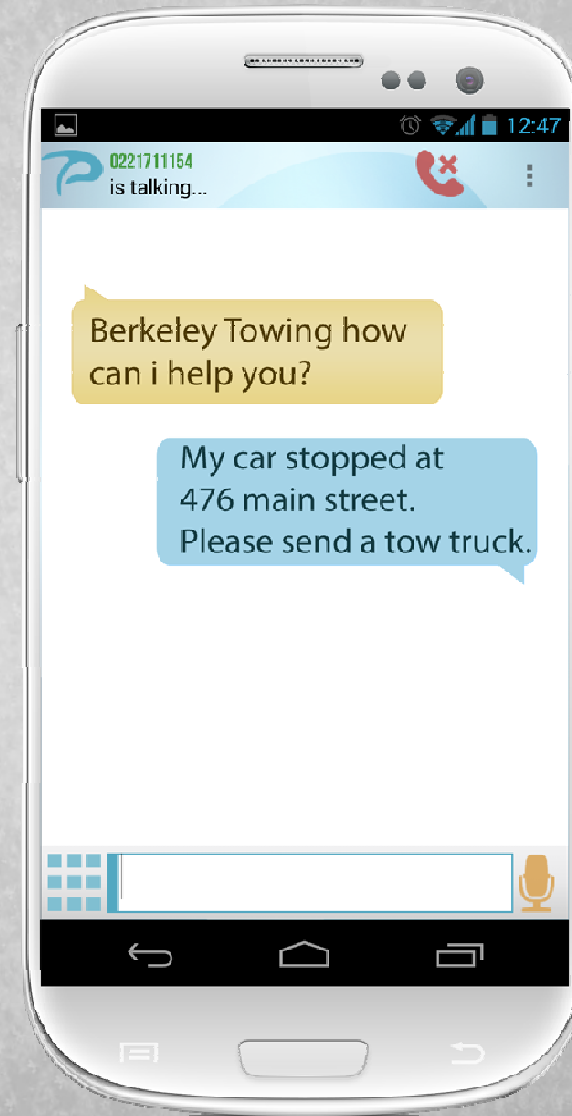 12:47
0221711154
is talking...
Berkeley Towing how
can i help you?
My car stopped at
476 main street.
Please send a tow truck.